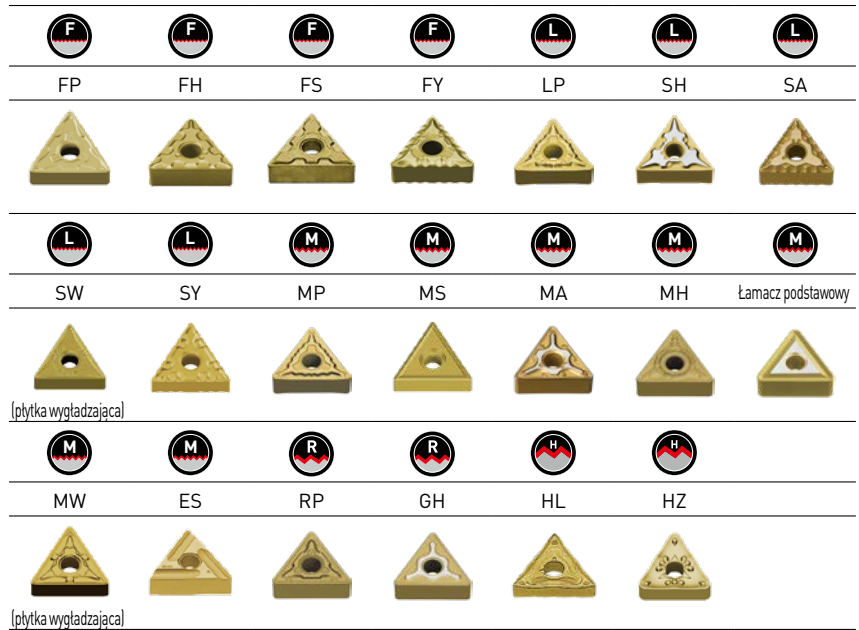 F F F F L L L
FP FH FS FY LP SH SA
L L M M M M M
SW SY MP MS MA MH Łamacz podstawowy
(płytka wygładzająca)
M M R R H H
MW ES RP GH HL HZ
(płytka wygładzająca)